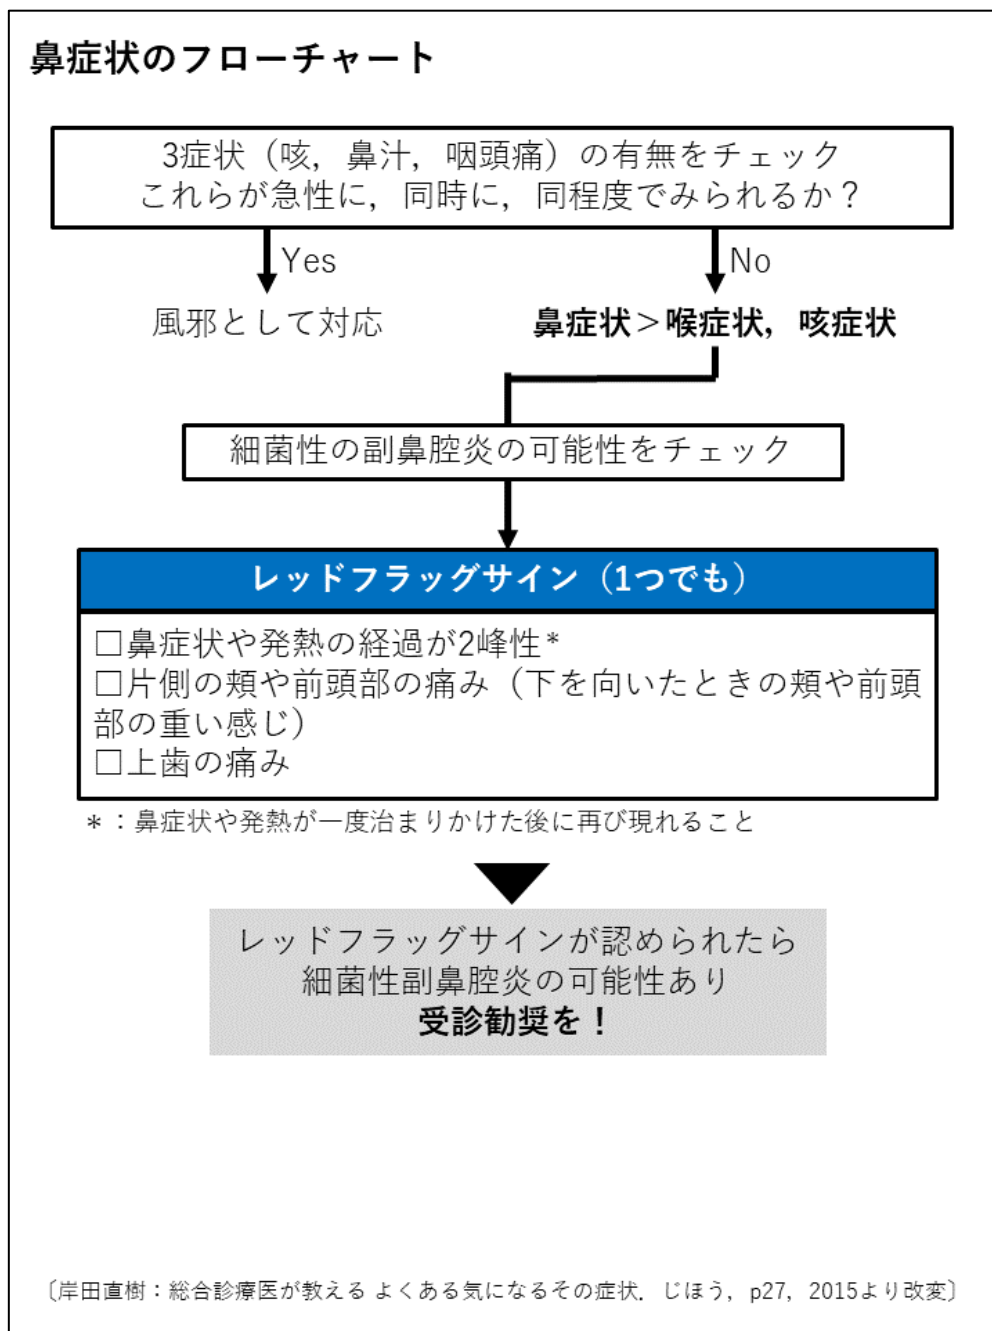 鼻症状のフローチャート
3症状（咳，鼻汁，咽頭痛）の有無をチェック
これらが急性に，同時に，同程度でみられるか？
Yes
No
風邪として対応
鼻症状＞喉症状，咳症状
細菌性の副鼻腔炎の可能性をチェック
レッドフラッグサイン（1つでも）
□鼻症状や発熱の経過が2峰性*
□片側の頬や前頭部の痛み（下を向いたときの頬や前頭
部の重い感じ）
□上歯の痛み
*：鼻症状や発熱が一度治まりかけた後に再び現れること
レッドフラッグサインが認められたら
細菌性副鼻腔炎の可能性あり
受診勧奨を！
〔岸田直樹：総合診療医が教える よくある気になるその症状．じほう，p27，2015より改変〕